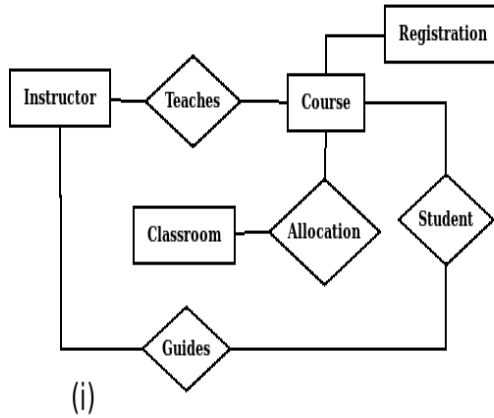 Registration
Instructor
Teaches
Course
Classroom
Allocation
Student
Guides
(i)